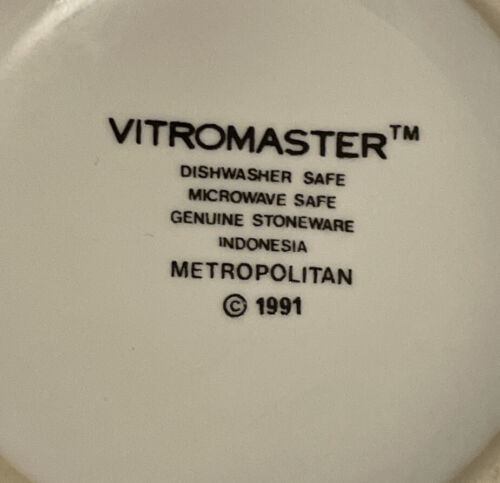 VITROMASTER™
DISHWASHER SAFE
MICROWAVE SAFE
GENUINE STONEWARE
INDONESIA
METROPOLITAN
© 1991